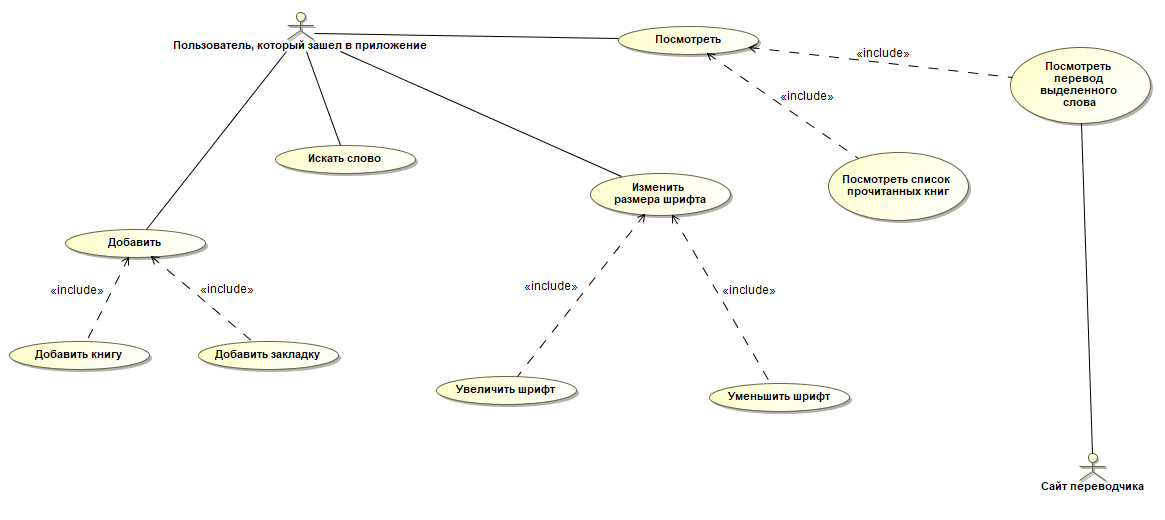 Пользователь, который зашел в приложение
Посмотреть
«include»
Посмотреть
перевод
выделенного
слова
«include»
Искать слово
Изменить
размера шрифта
Посмотреть список
прочитанных книг
Добавить
«include»
«include»
«include»
«include»
Добавить книгу
Добавить закладку
Увеличить шрифт
Уменьшить шрифт
Сайт переводчика